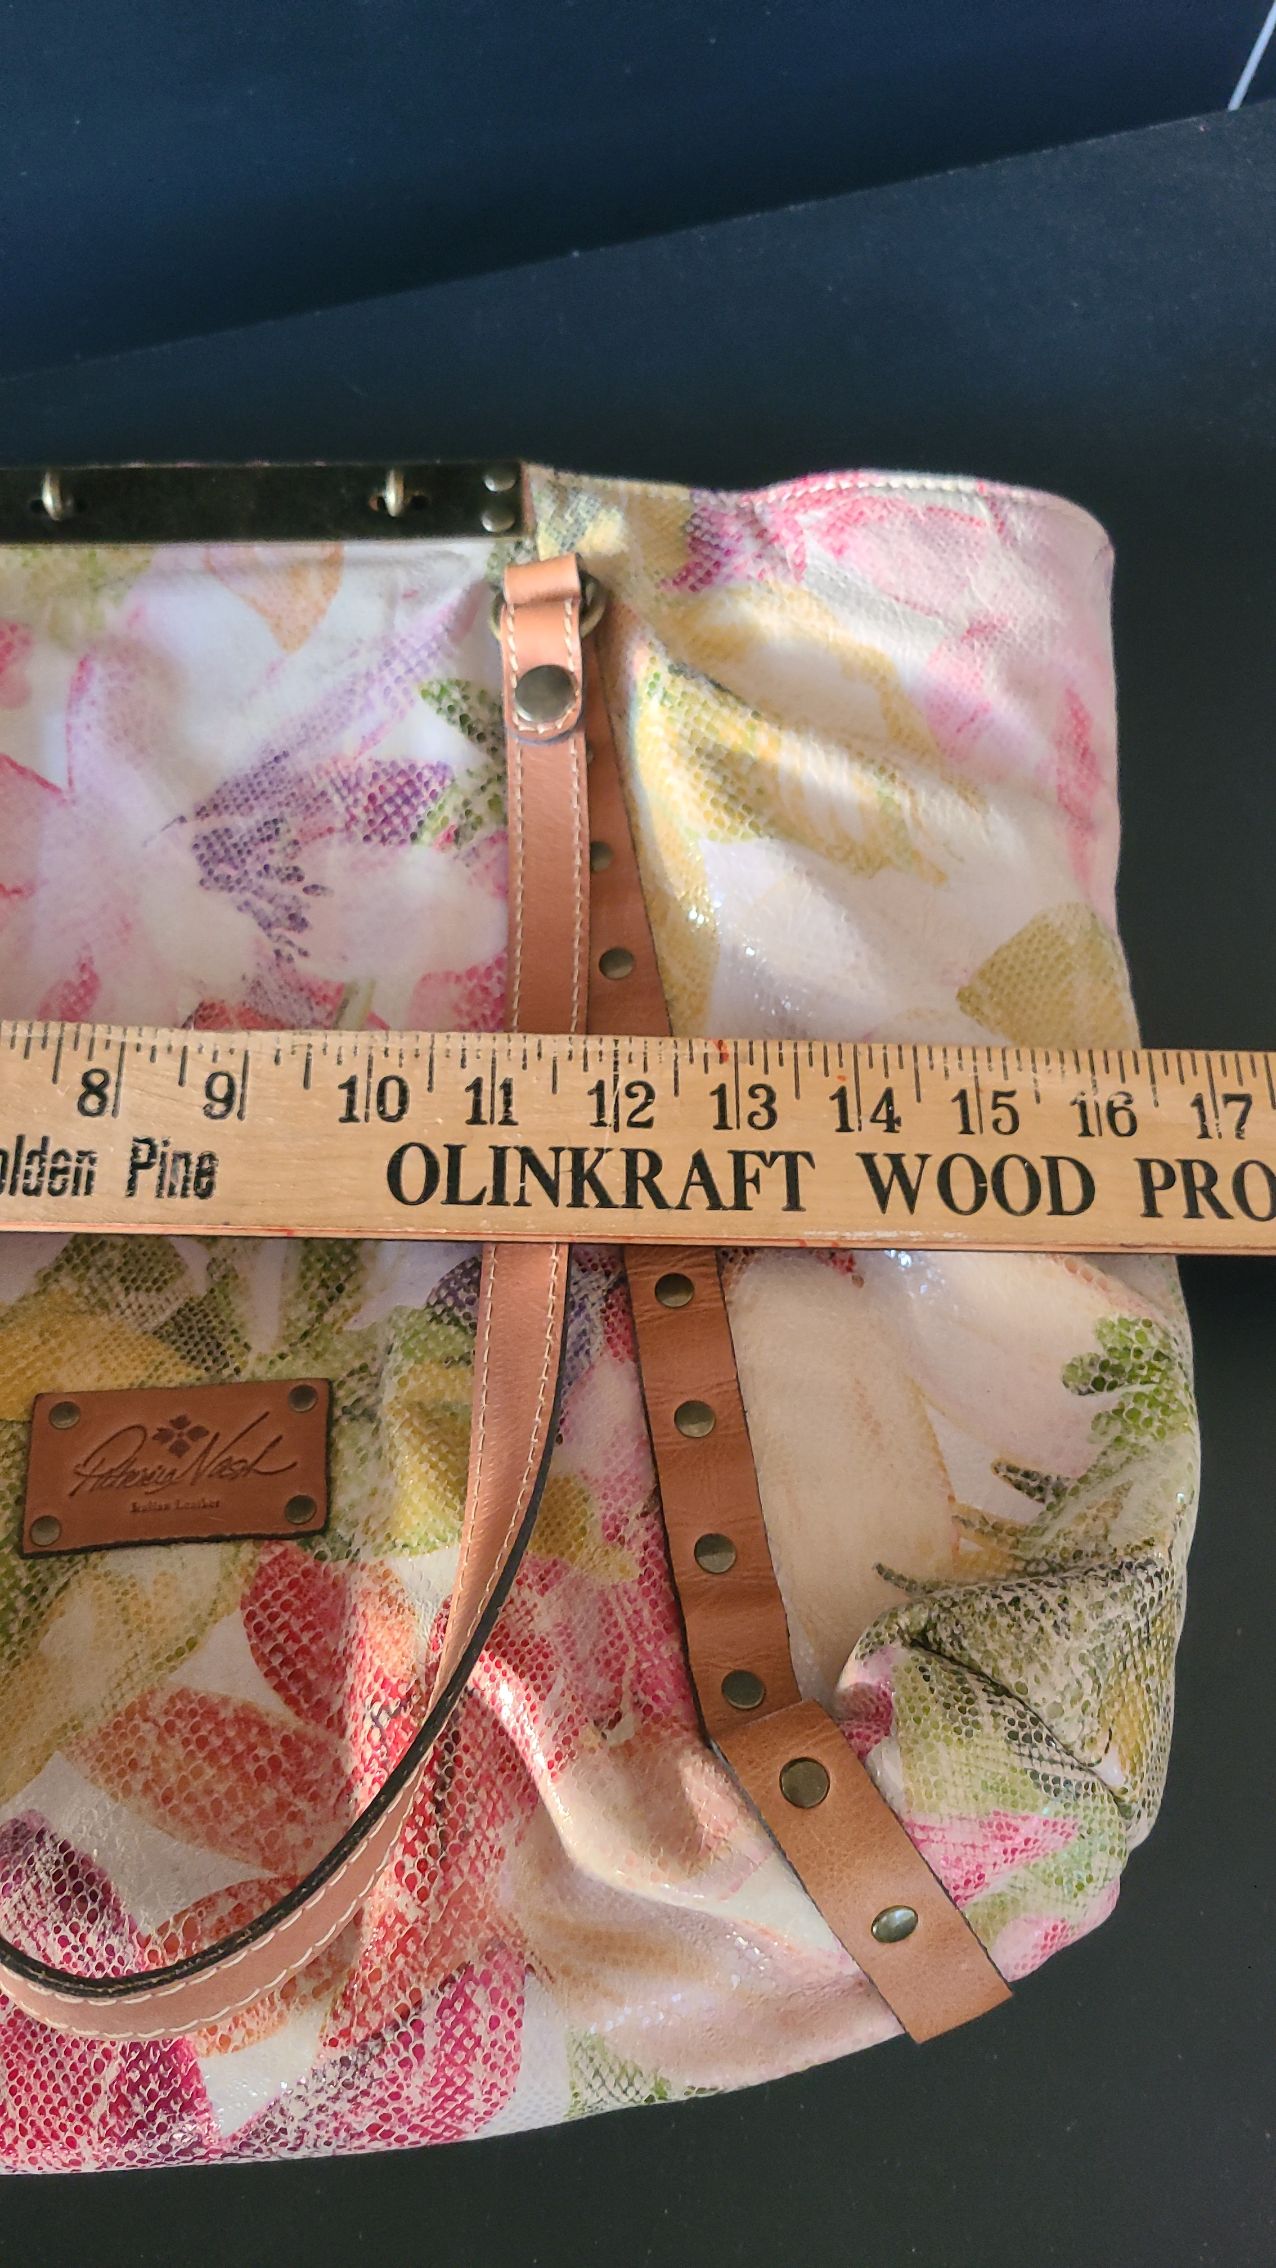 8 9 10 11 12 13 14 15 16 17
olden Pine OLINKRAFT WOOD PRO
Patricia Nash
Italian Leather